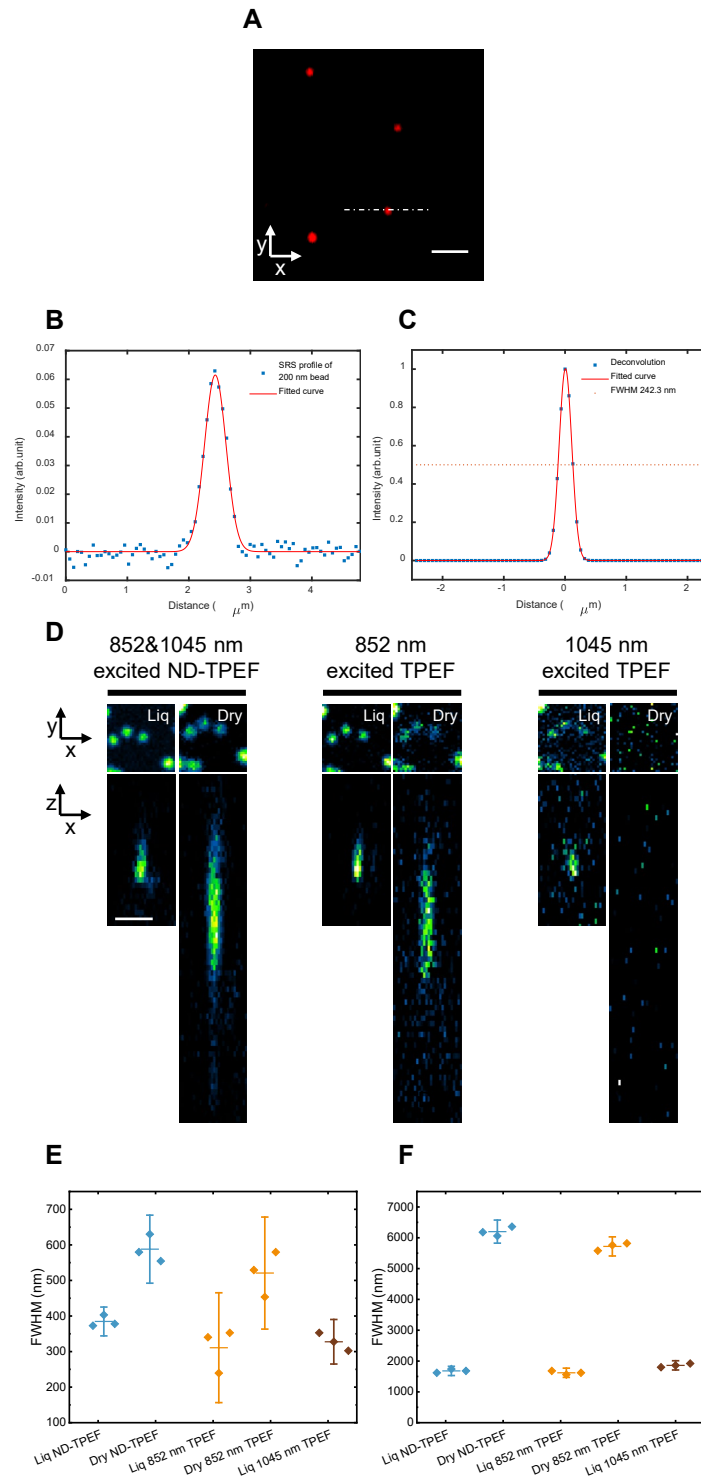 A
y
x
B
C
0.07
0.06
0.05
0.04
0.03
0.02
0.01
0
-0.01
Intensity (arb.unit)
0 1 2 3 4
Distance ( μm)
SRS profile of
200 nm bead
Fitted curve
1
0.8
0.6
0.4
0.2
0
Intensity (arb.unit)
-2 -1 0 1 2
Distance ( μm)
Deconvolution
Fitted curve
FWHM 242.3 nm
D
852&1045 nm
excited ND-TPEF
852 nm
excited TPEF
1045 nm
excited TPEF
y
x
Liq Dry Liq Dry Liq Dry
z
x
E
F
700
600
500
400
300
200
100
FWHM (nm)
Liq ND-TPEF
Dry ND-TPEF
Liq 852 nm TPEF
Dry 852 nm TPEF
Liq 1045 nm TPEF
7000
6000
5000
4000
3000
2000
1000
0
FWHM (nm)
Liq ND-TPEF
Dry ND-TPEF
Liq 852 nm TPEF
Dry 852 nm TPEF
Liq 1045 nm TPEF